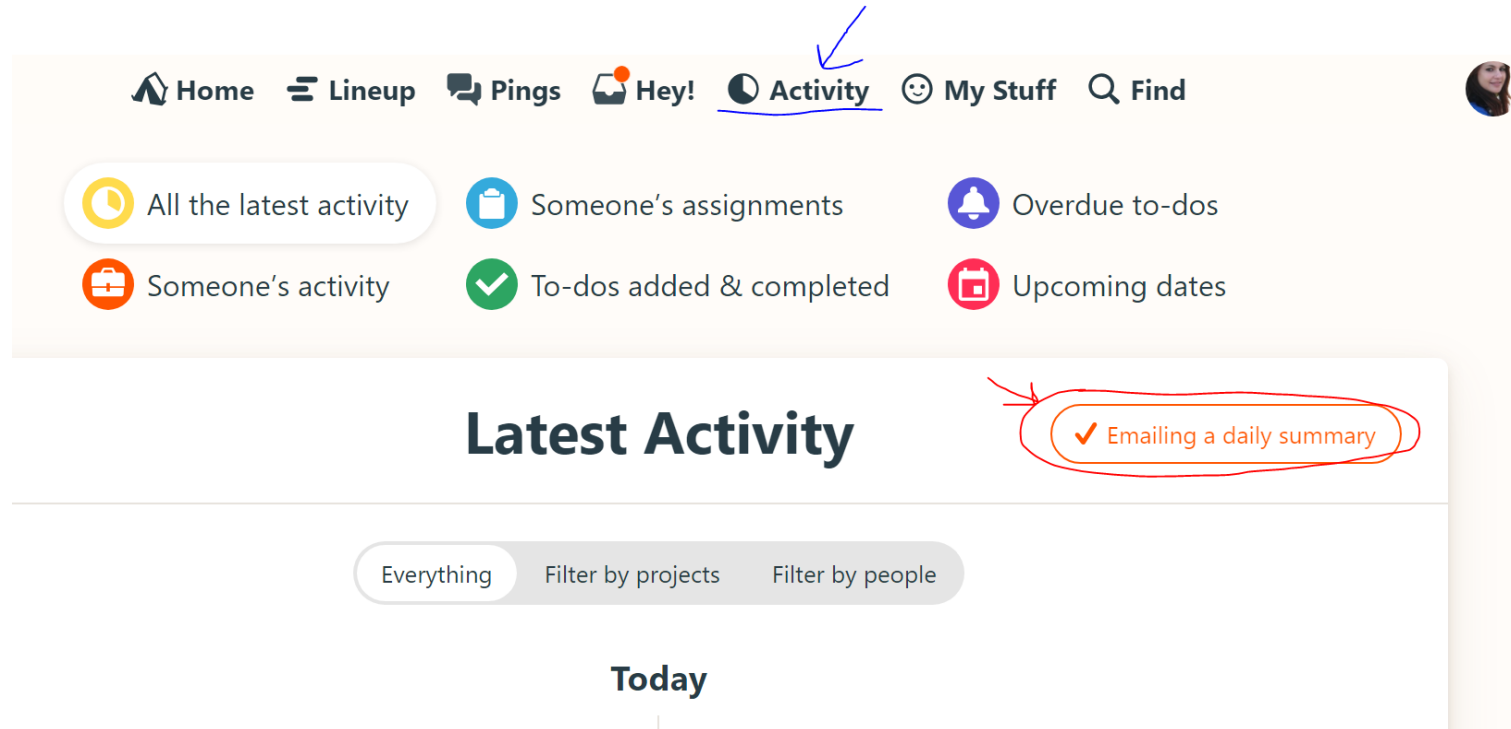 Home Lineup Pings Hey! Activity My Stuff Find
All the latest activity Someone’s assignments Overdue to-dos
Someone’s activity To-dos added & completed Upcoming dates
Latest Activity Emailing a daily summary
Everything Filter by projects Filter by people
Today